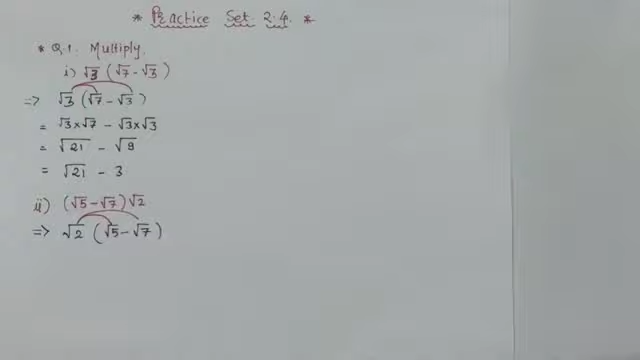 * Practice Set 2.4. *
* Q.1. Multiply.
i) √3 (√7 - √3)
=> √3 (√7 - √3)
= √3 × √7 - √3 × √3
= √21 - √9
= √21 - 3
ii) (√5 - √7) √2
=> √2 (√5 - √7)